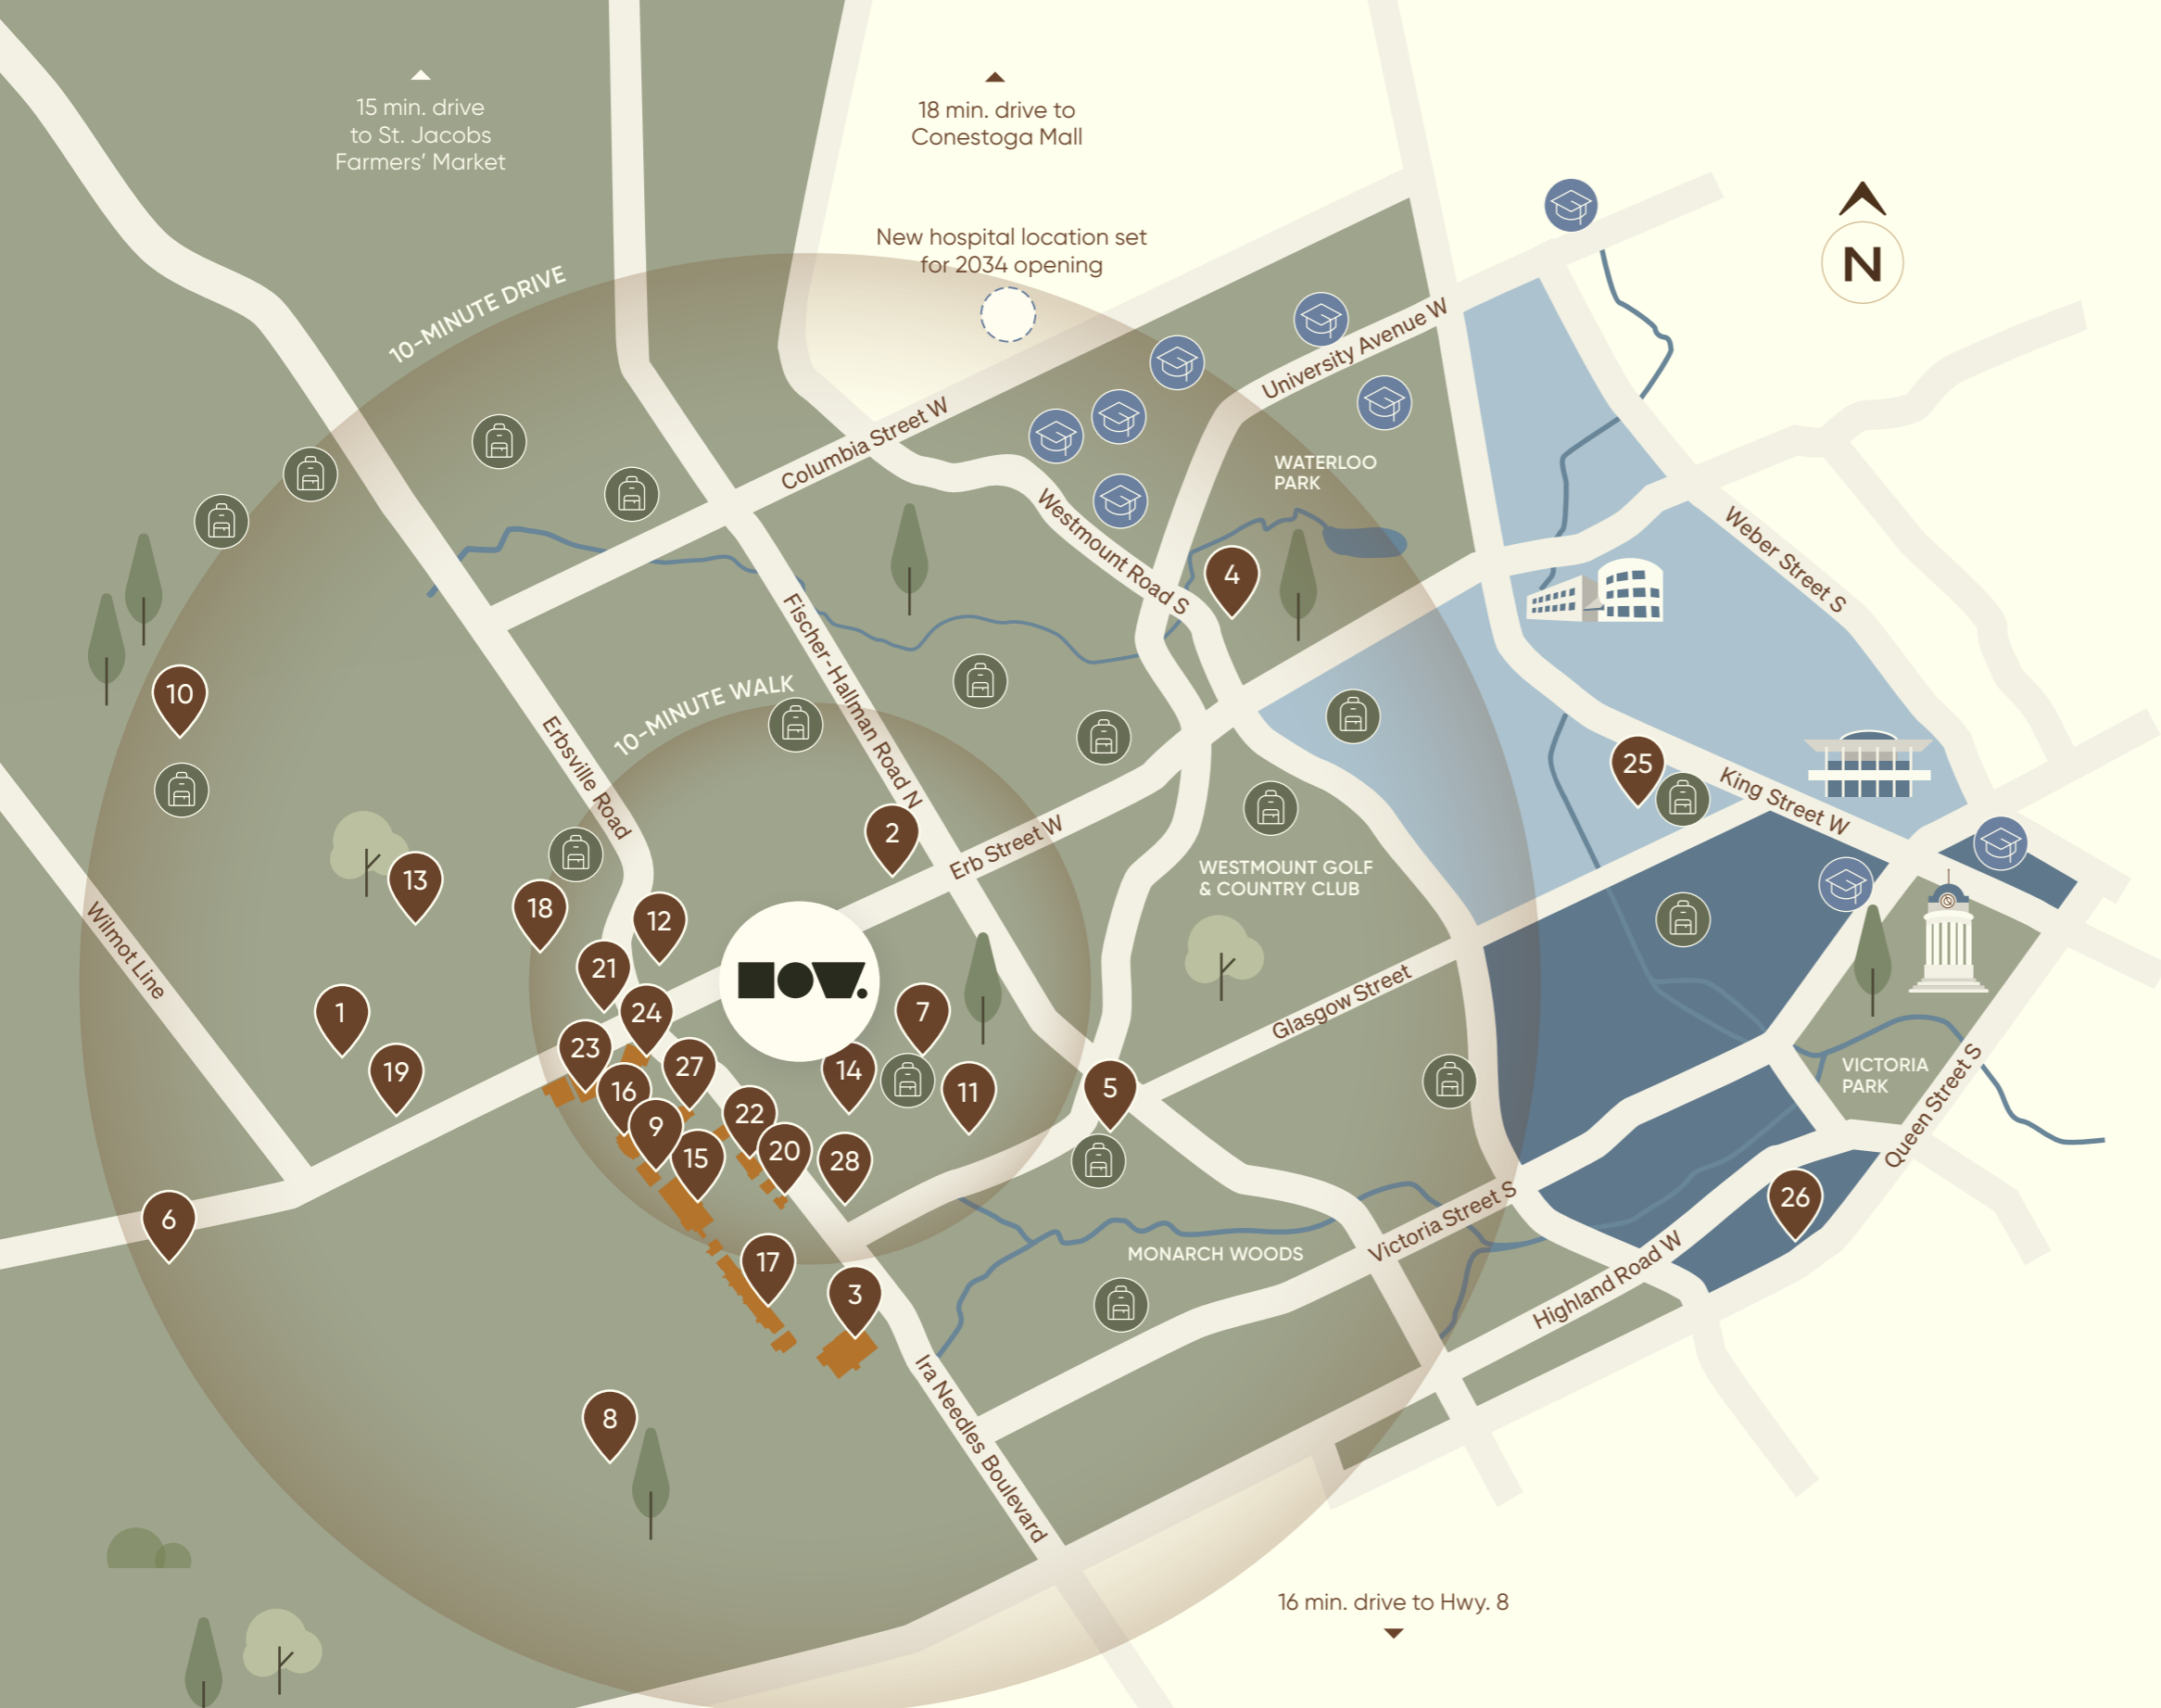 15 min. drive
to St. Jacobs
Farmers’ Market
18 min. drive to
Conestoga Mall
New hospital location set
for 2034 opening
N
10-MINUTE DRIVE
University Avenue W
Columbia Street W
WATERLOO
PARK
Westmount Road S
Weber Street S
4
Fischer-Hallman Road N
10
10-MINUTE WALK
Erbsville Road
25
King Street W
2
Erb Street W
WESTMOUNT GOLF
& COUNTRY CLUB
13
18
12
Wilmot Line
21
NOW.
1
24
7
Glasgow Street
23
27
14
19
16
11
5
VICTORIA
PARK
9
22
15
20
28
Queen Street S
6
26
Victoria Street S
MONARCH WOODS
17
3
Highland Road W
8
Ira Needles Boulevard
16 min. drive to Hwy. 8